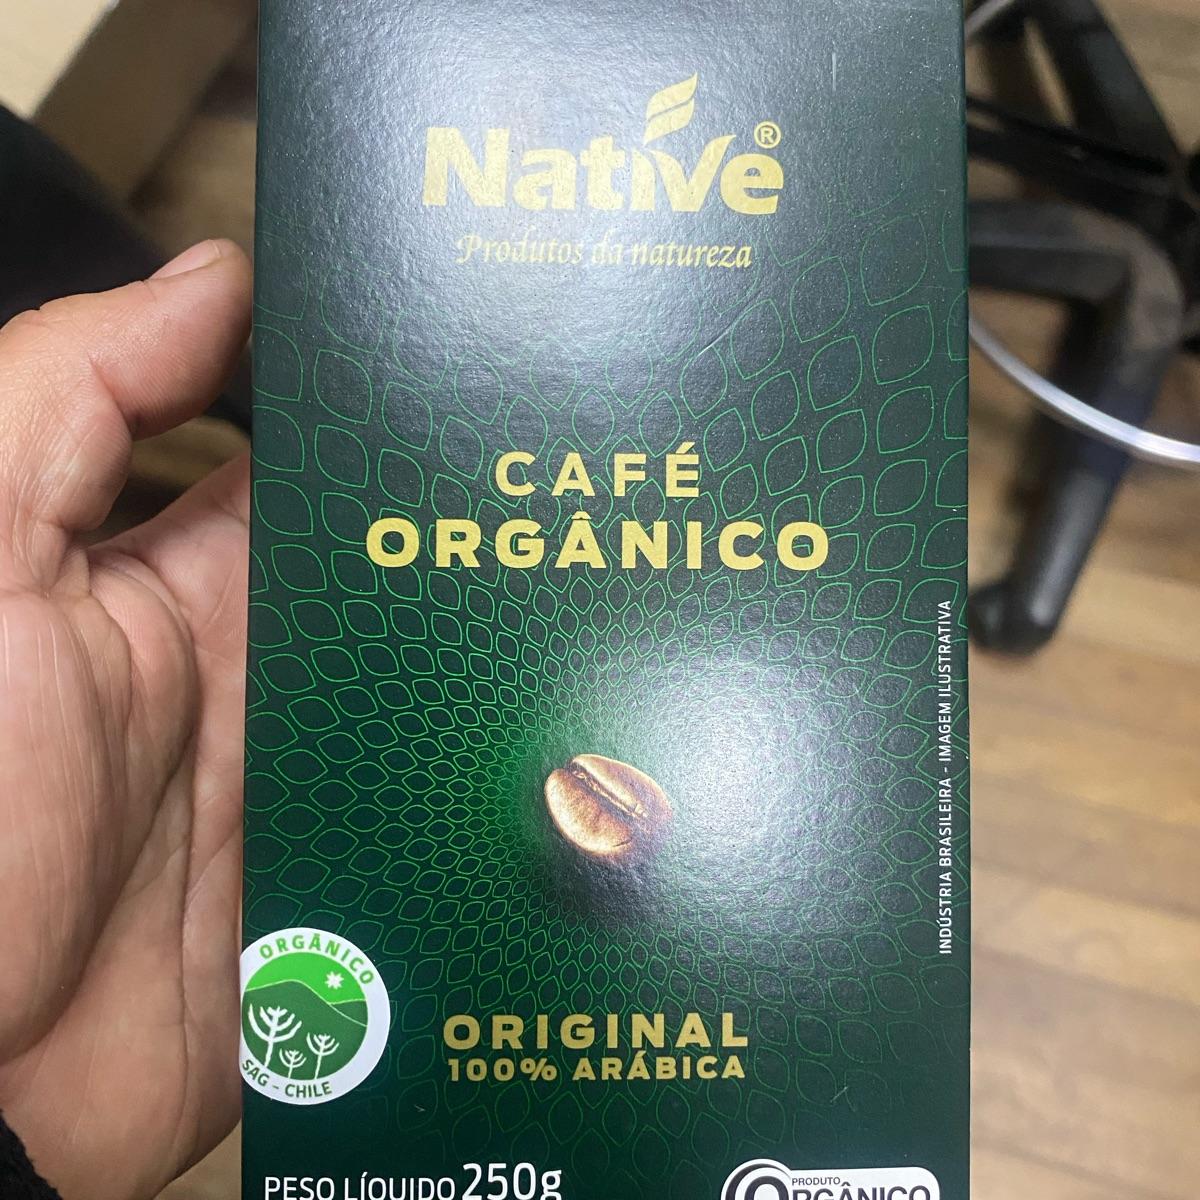 Native®
Produtos da natureza
CAFÉ
ORGÂNICO
INDÚSTRIA BRASILEIRA - IMAGEM ILUSTRATIVA
ORGÂNICO
SAG - CHILE
ORIGINAL
100% ARÁBICA
PESO LÍQUIDO 250g
PRODUTO
ORGÂNICO